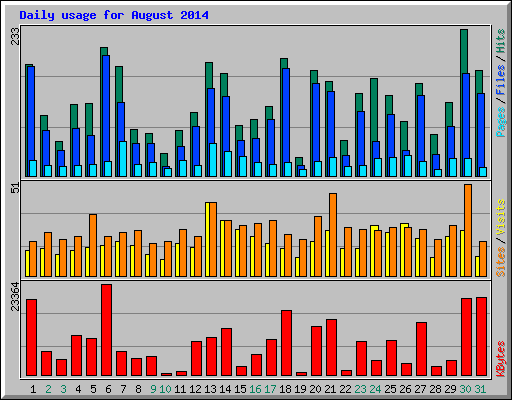 Daily usage for August 2014
233
Pages / Files / Hits
51
Sites / Visits
23364
KBytes
1 2 3 4 5 6 7 8 9 10 11 12 13 14 15 16 17 18 19 20 21 22 23 24 25 26 27 28 29 30 31